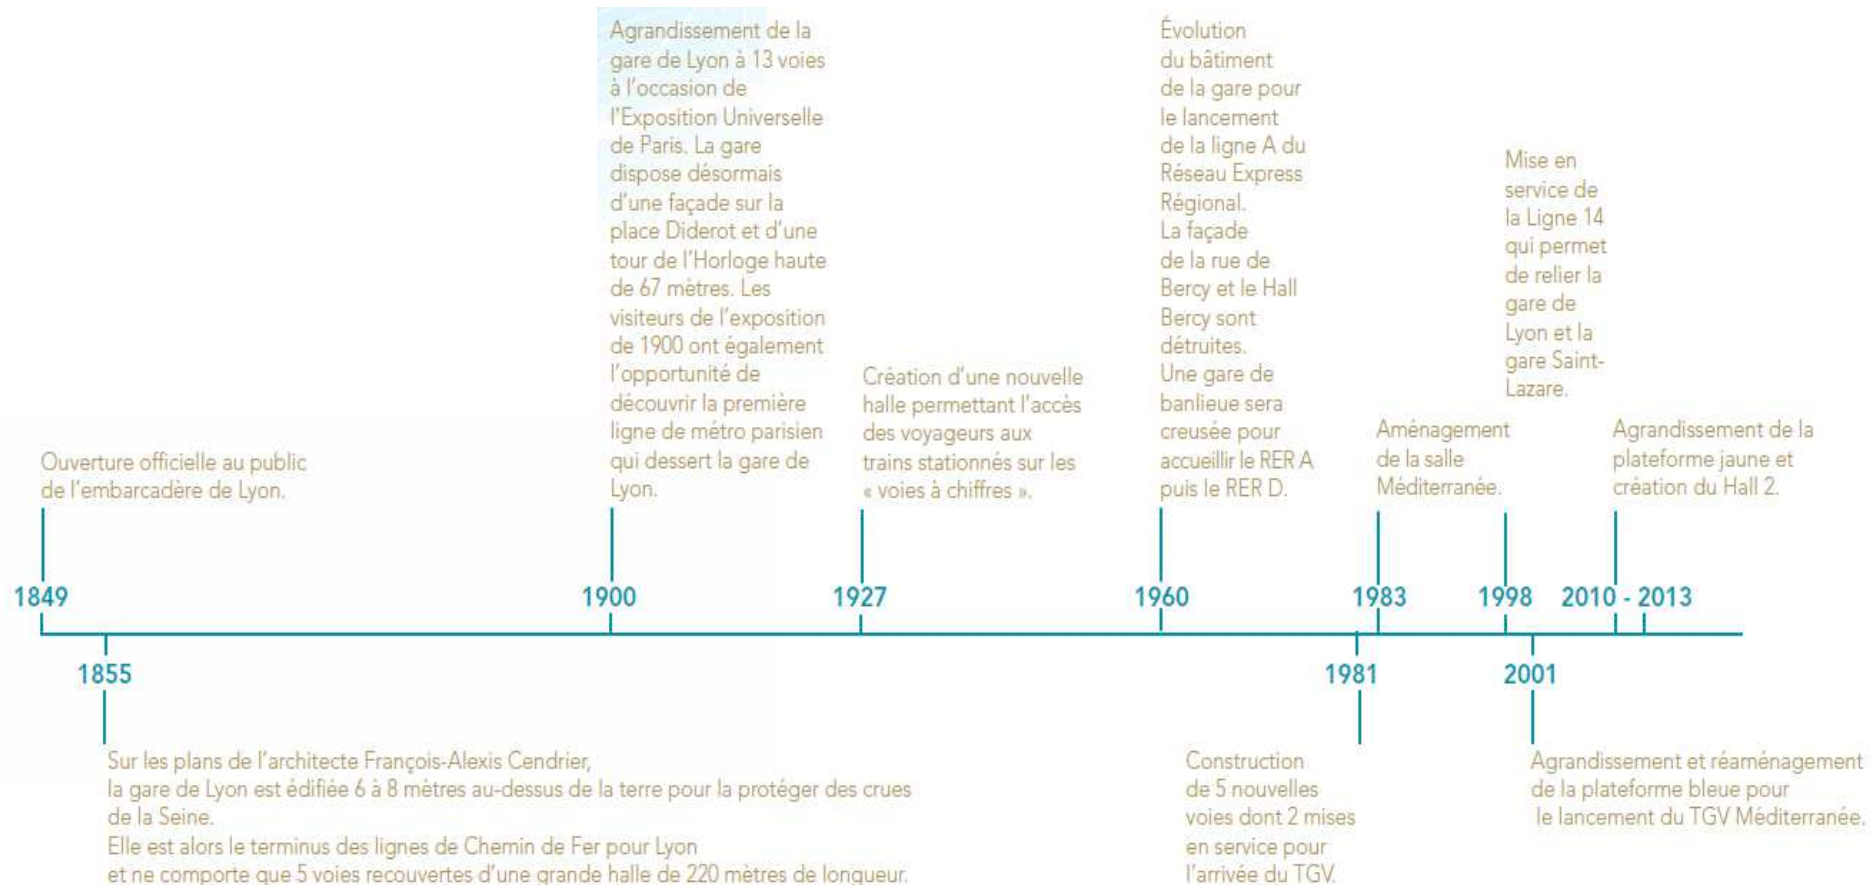 Ouverture officielle au public
de l'embarcadère de Lyon.
1849
1855
Sur les plans de l'architecte François-Alexis Cendrier,
la gare de Lyon est édifiée 6 à 8 mètres au-dessus de la terre pour la protéger des crues
de la Seine.
Elle est alors le terminus des lignes de Chemin de Fer pour Lyon
et ne comporte que 5 voies recouvertes d'une grande halle de 220 mètres de longueur.
Agrandissement de la
gare de Lyon à 13 voies
à l'occasion de
l'Exposition Universelle
de Paris. La gare
dispose désormais
d'une façade sur la
place Diderot et d'une
tour de l'Horloge haute
de 67 mètres. Les
visiteurs de l'exposition
de 1900 ont également
l'opportunité de
découvrir la première
ligne de métro parisien
qui dessert la gare de
Lyon.
1900
Création d'une nouvelle
halle permettant l'accès
des voyageurs aux
trains stationnés sur les
« voies à chiffres ».
1927
Évolution
du bâtiment
de la gare pour
le lancement
de la ligne A du
Réseau Express
Régional.
La façade
de la rue de
Bercy et le Hall
Bercy sont
détruites.
Une gare de
banlieue sera
creusée pour
accueillir le RER A
puis le RER D.
1960
1981
Construction
de 5 nouvelles
voies dont 2 mises
en service pour
l'arrivée du TGV.
Aménagement
de la salle
Méditerranée.
1983
Mise en
service de
la Ligne 14
qui permet
de relier la
gare de
Lyon et la
gare Saint-
Lazare.
1998
2001
Agrandissement et réaménagement
de la plateforme bleue pour
le lancement du TGV Méditerranée.
Agrandissement de la
plateforme jaune et
création du Hall 2.
2010 - 2013